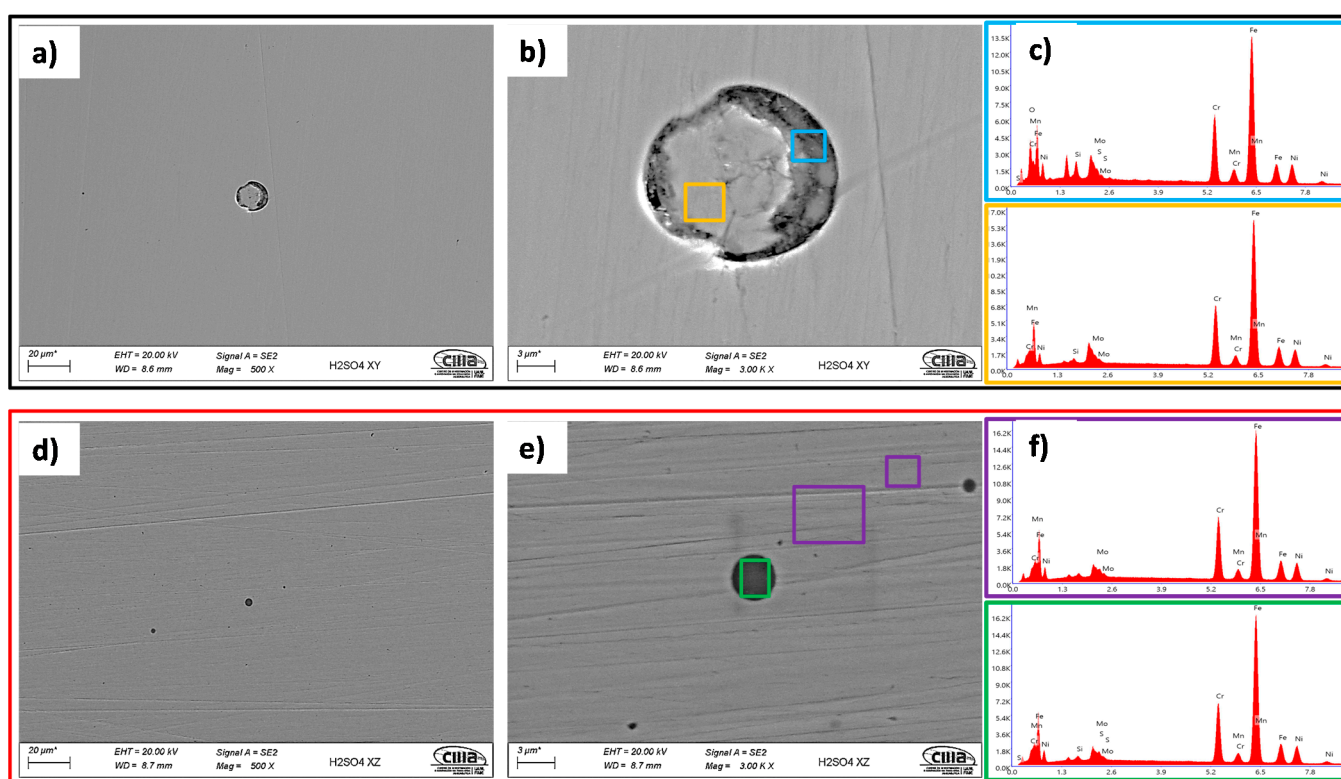 a)
20 µm*
EHT = 20.00 kV
WD = 8.6 mm
Signal A = SE2
Mag = 500 X
H2SO4 XY
CIIIA
b)
3 µm*
EHT = 20.00 kV
WD = 8.6 mm
Signal A = SE2
Mag = 3.00 K X
H2SO4 XY
CIIIA
c)
13.5K
12.0K
10.5K
9.0K
7.5K
6.0K
4.5K
3.0K
1.5K
0.0K
O
Mn
Fe
Cr
Ni
S
Si
Mo
S
S
Mo
Cr
Mn
Cr
Fe
Mn
Fe
Ni
Ni
0.0 1.3 2.6 3.9 5.2 6.5 7.8
7.0K
5.3K
1.9K
8.5K
5.1K
3.4K
1.7K
0.0K
Mn
Fe
Cr
Ni
Si
Mo
Mo
Cr
Mn
Cr
Fe
Mn
Fe
Ni
Ni
0.0 1.3 2.6 3.9 5.2 6.5 7.8
d)
20 µm*
EHT = 20.00 kV
WD = 8.7 mm
Signal A = SE2
Mag = 500 X
H2SO4 XZ
CIIIA
e)
3 µm*
EHT = 20.00 kV
WD = 8.7 mm
Signal A = SE2
Mag = 3.00 K X
H2SO4 XZ
CIIIA
f)
16.2K
14.4K
12.6K
9.0K
7.2K
5.4K
3.6K
1.8K
0.0K
Mn
Fe
Cr
Ni
Mo
Mo
Cr
Mn
Cr
Fe
Mn
Fe
Ni
Ni
0.0 1.3 2.6 3.9 5.2 6.5 7.8
16.2K
14.4K
12.6K
9.0K
7.2K
5.4K
3.6K
1.8K
0.0K
Fe
Mn
Cr
Ni
S
Si
Mo
S
S
Mo
Cr
Mn
Cr
Fe
Mn
Fe
Ni
Ni
0.0 1.3 2.6 3.9 5.2 6.5 7.8